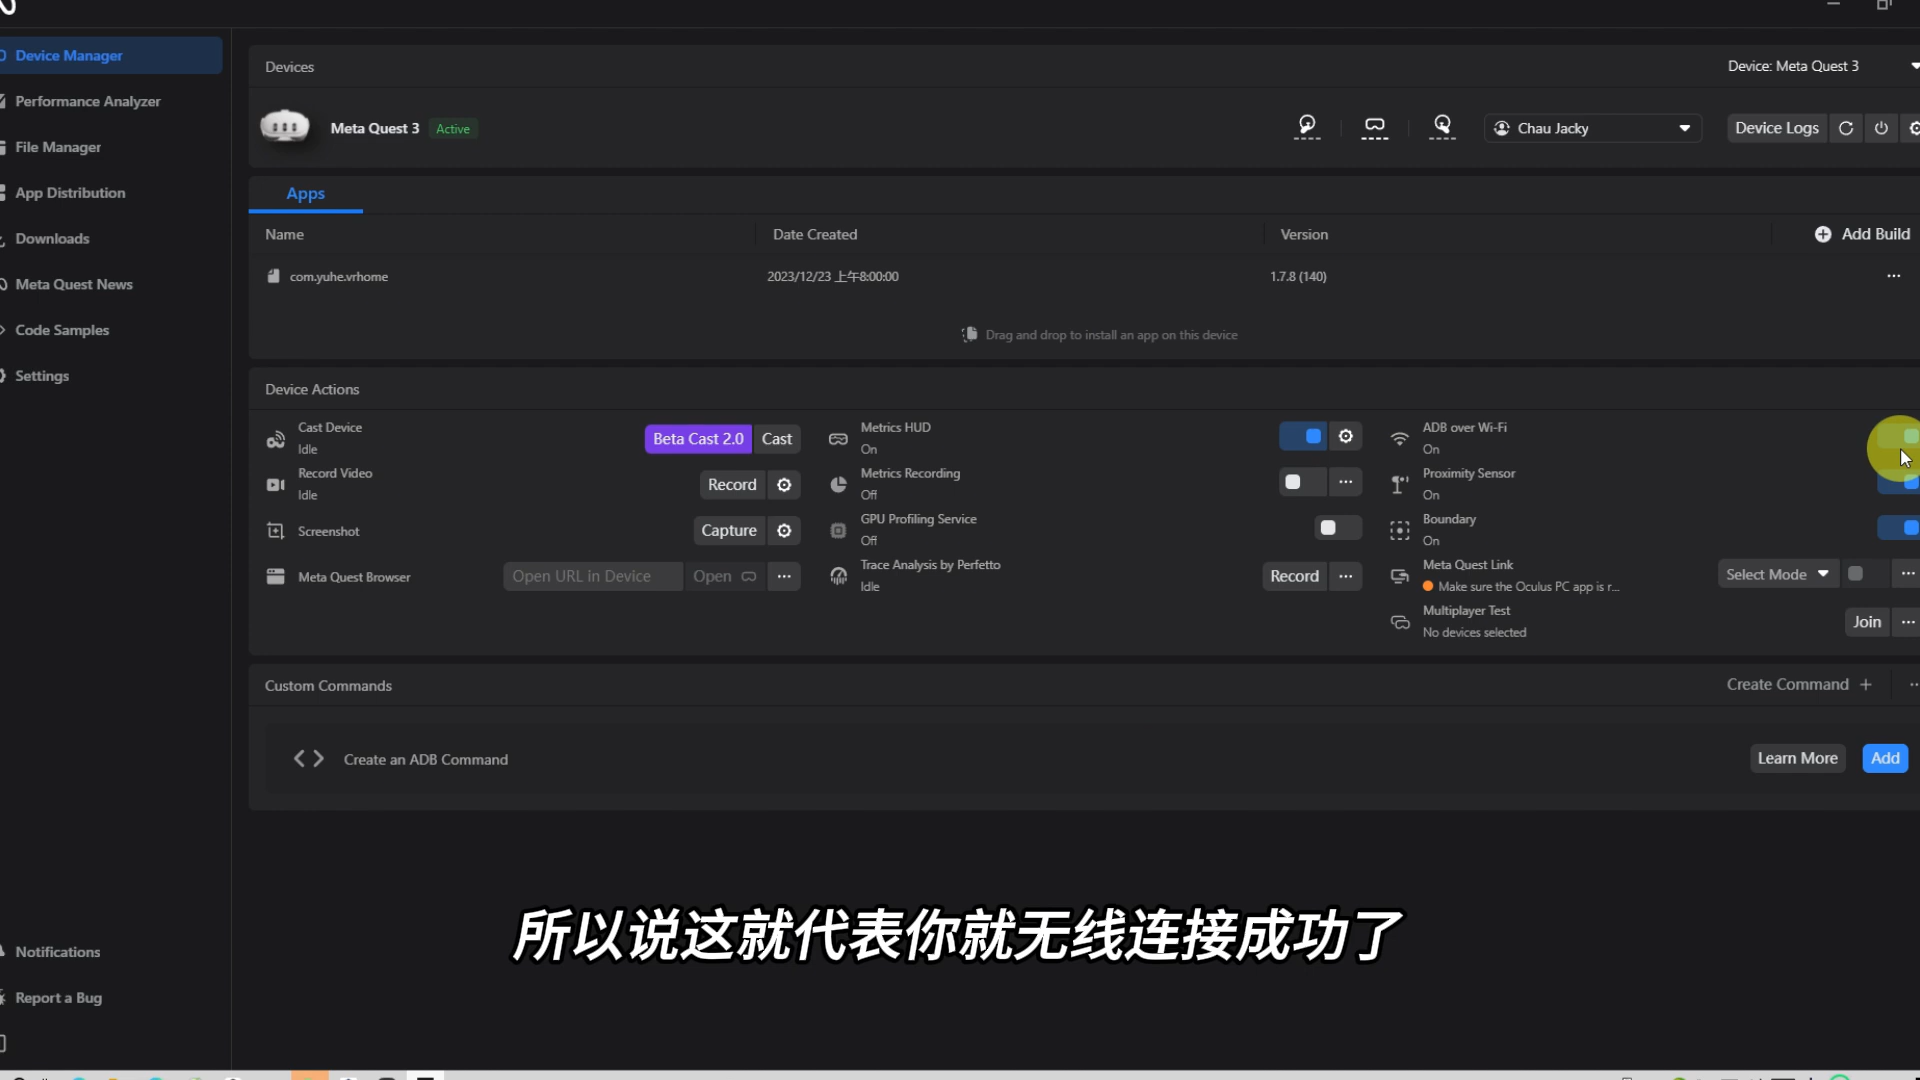 Device Manager
Performance Analyzer
File Manager
App Distribution
Downloads
Meta Quest News
Code Samples
Settings
Notifications
Report a Bug
Devices
Device: Meta Quest 3
Meta Quest 3 Active
Chau Jacky
Device Logs
Apps
Name Date Created Version Add Build
com.yuhe.vrhome 2023/12/23 上午8:00:00 1.7.8 (140)
Drag and drop to install an app on this device
Device Actions
Cast Device
Idle
Beta Cast 2.0 Cast
Record Video
Idle
Record
Screenshot
Capture
Meta Quest Browser
Open URL in Device Open
Metrics HUD
On
Metrics Recording
Off
GPU Profiling Service
Off
Trace Analysis by Perfetto
Idle
Record
ADB over Wi-Fi
On
Proximity Sensor
On
Boundary
On
Meta Quest Link
Make sure the Oculus PC app is r...
Select Mode
Multiplayer Test
No devices selected
Join
Custom Commands
Create Command +
Create an ADB Command
Learn More Add
所以说这就代表你就无线连接成功了